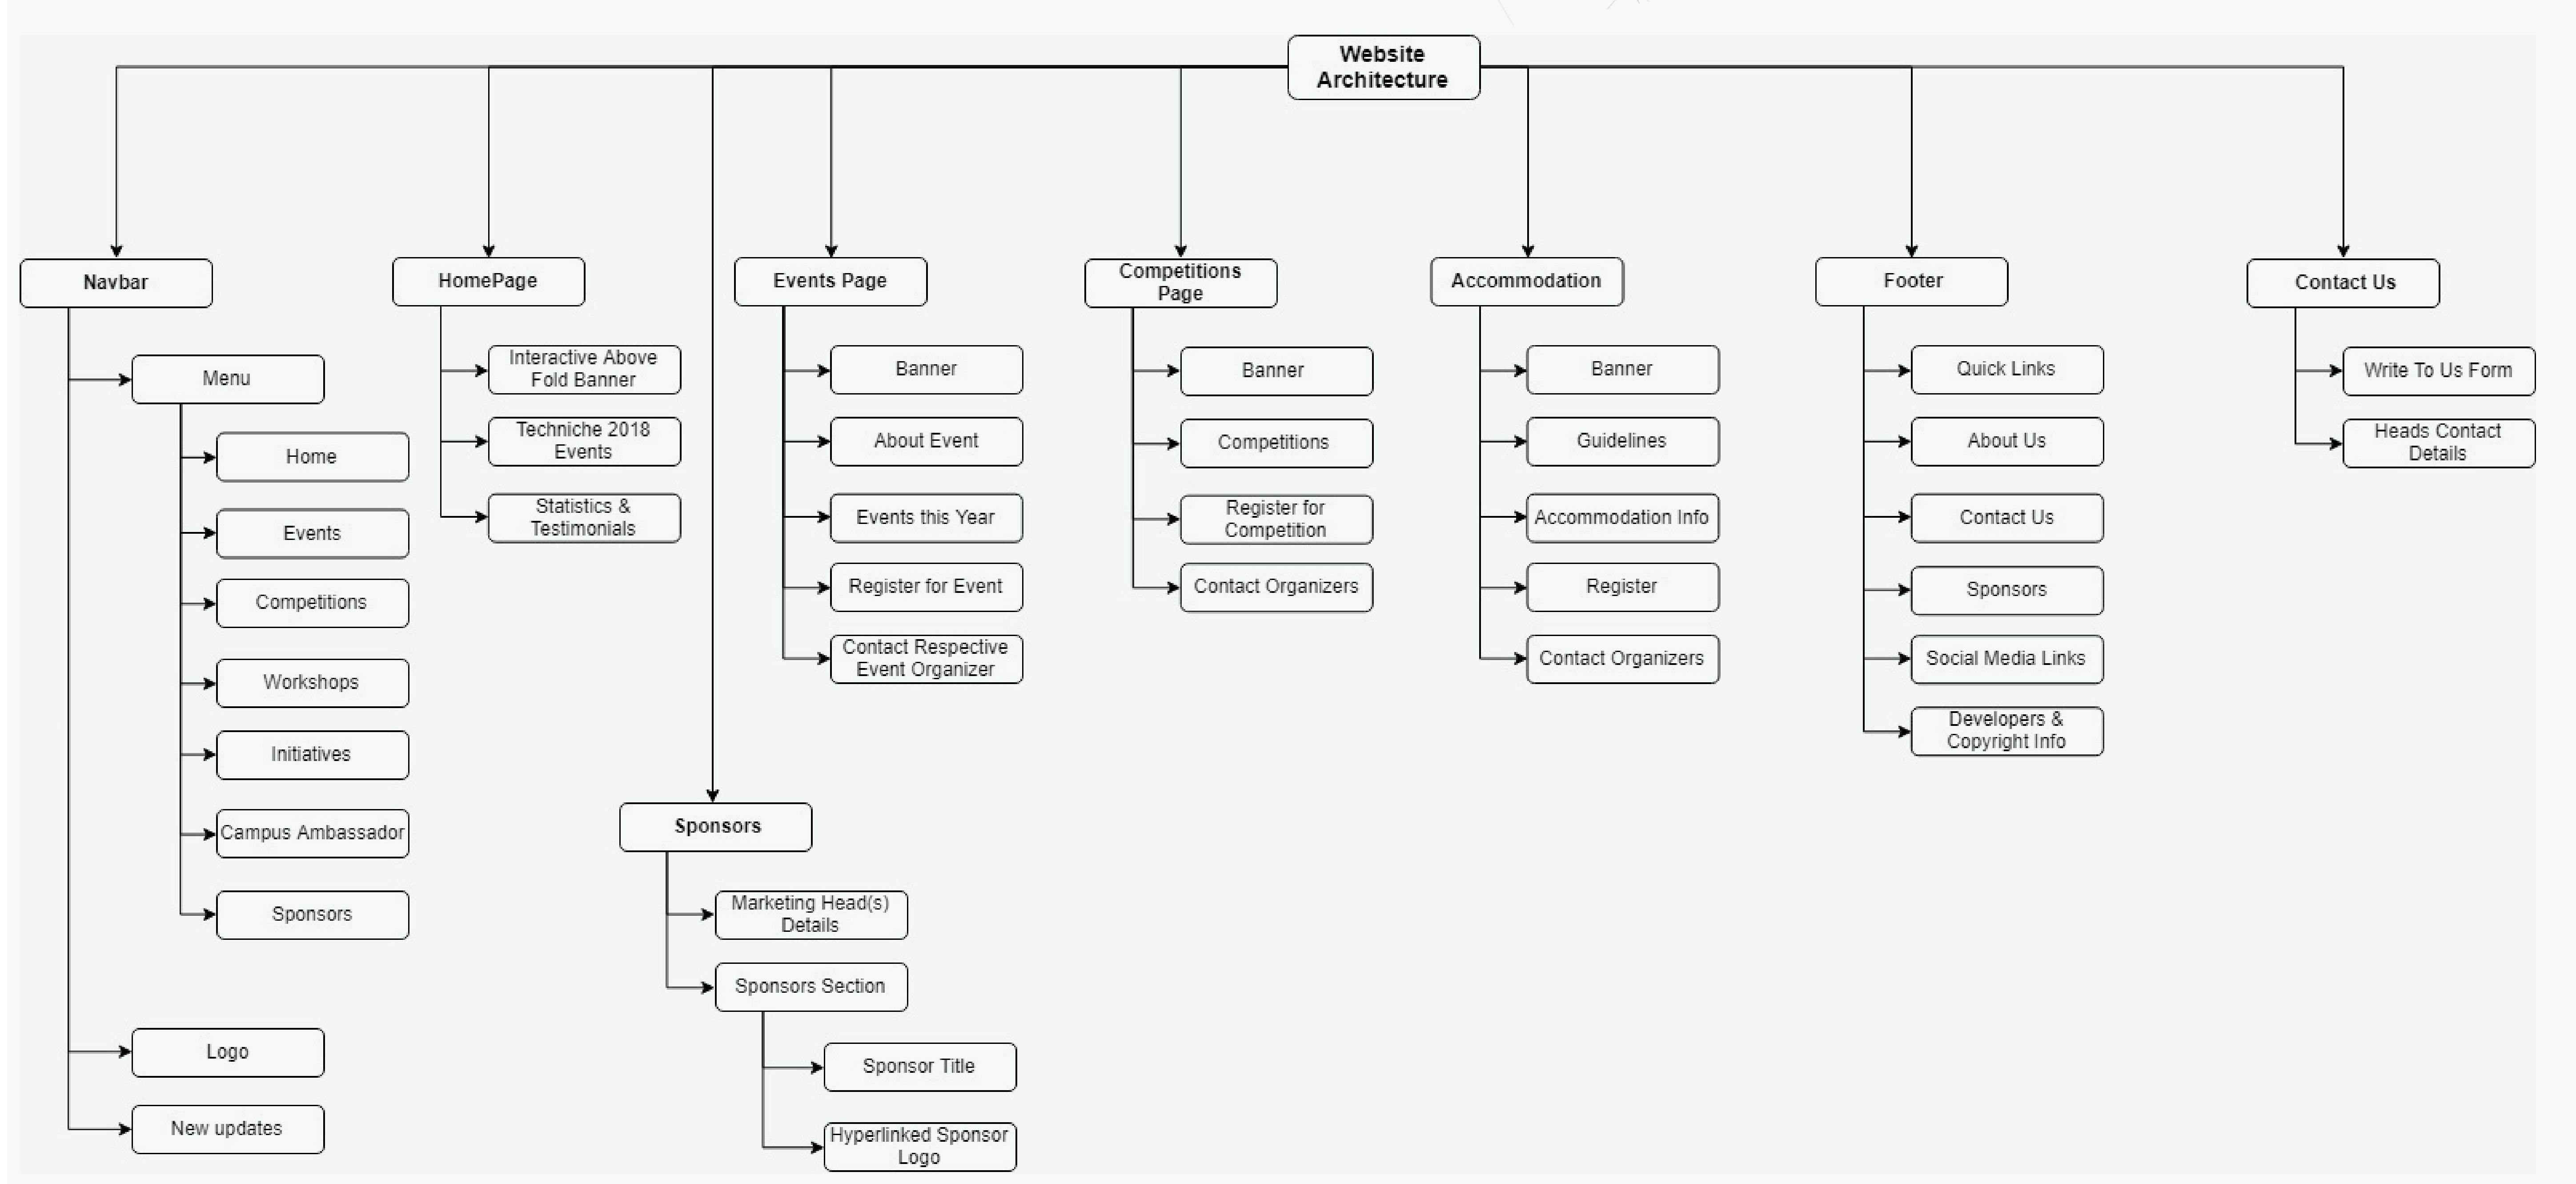 Website
Architecture
Navbar
Menu
Home
Events
Competitions
Workshops
Initiatives
Campus Ambassador
Sponsors
Logo
New updates
HomePage
Interactive Above
Fold Banner
Techniche 2018
Events
Statistics &
Testimonials
Sponsors
Marketing Head(s)
Details
Sponsors Section
Sponsor Title
Hyperlinked Sponsor
Logo
Events Page
Banner
About Event
Events this Year
Register for Event
Contact Respective
Event Organizer
Competitions
Page
Banner
Competitions
Register for
Competition
Contact Organizers
Accommodation
Banner
Guidelines
Accommodation Info
Register
Contact Organizers
Footer
Quick Links
About Us
Contact Us
Sponsors
Social Media Links
Developers &
Copyright Info
Contact Us
Write To Us Form
Heads Contact
Details